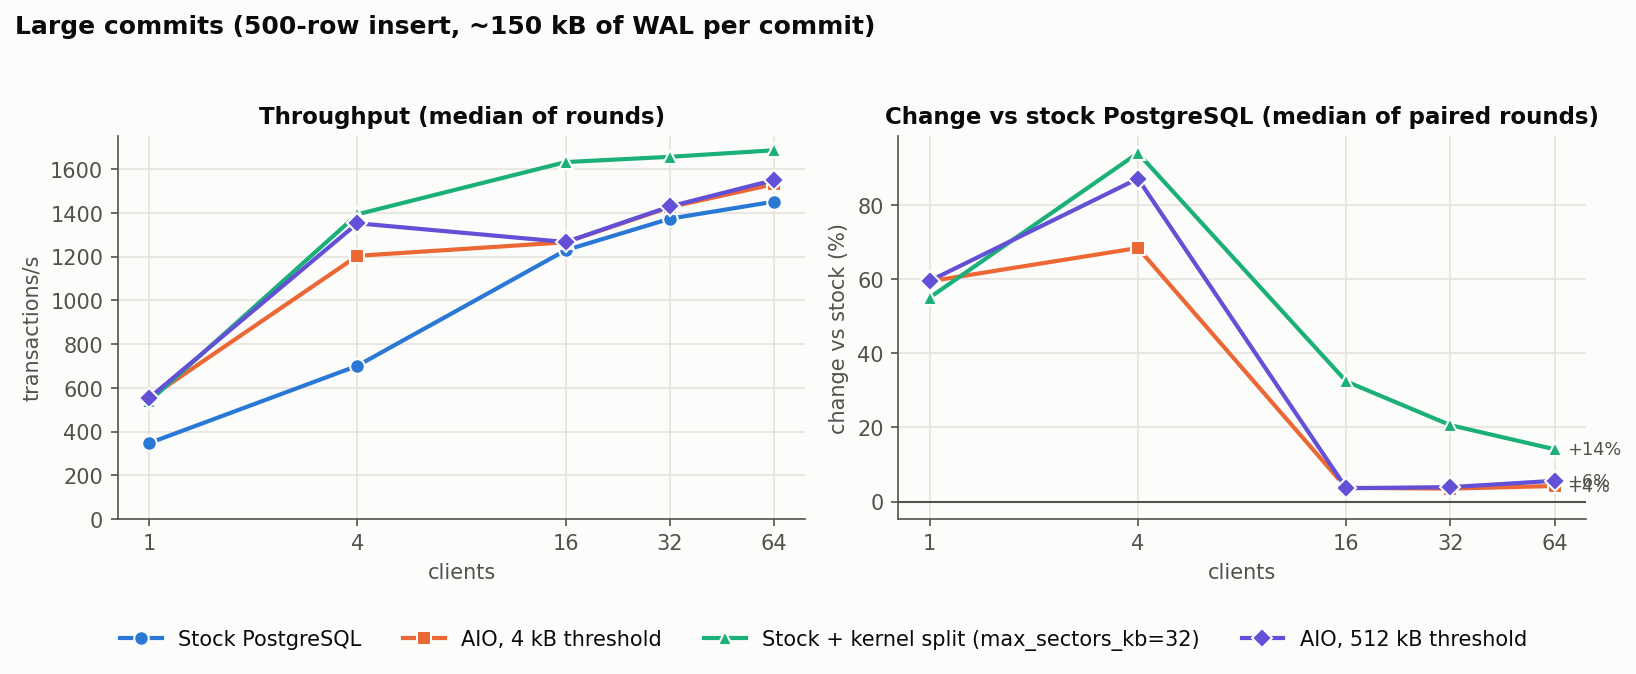 Large commits (500-row insert, ~150 kB of WAL per commit)
Throughput (median of rounds)
transactions/s
1600
1400
1200
1000
800
600
400
200
0
1 4 16 32 64
clients
Change vs stock PostgreSQL (median of paired rounds)
change vs stock (%)
80
60
40
20
0
+14%
+6%
+4%
1 4 16 32 64
clients
Stock PostgreSQL
AIO, 4 kB threshold
Stock + kernel split (max_sectors_kb=32)
AIO, 512 kB threshold